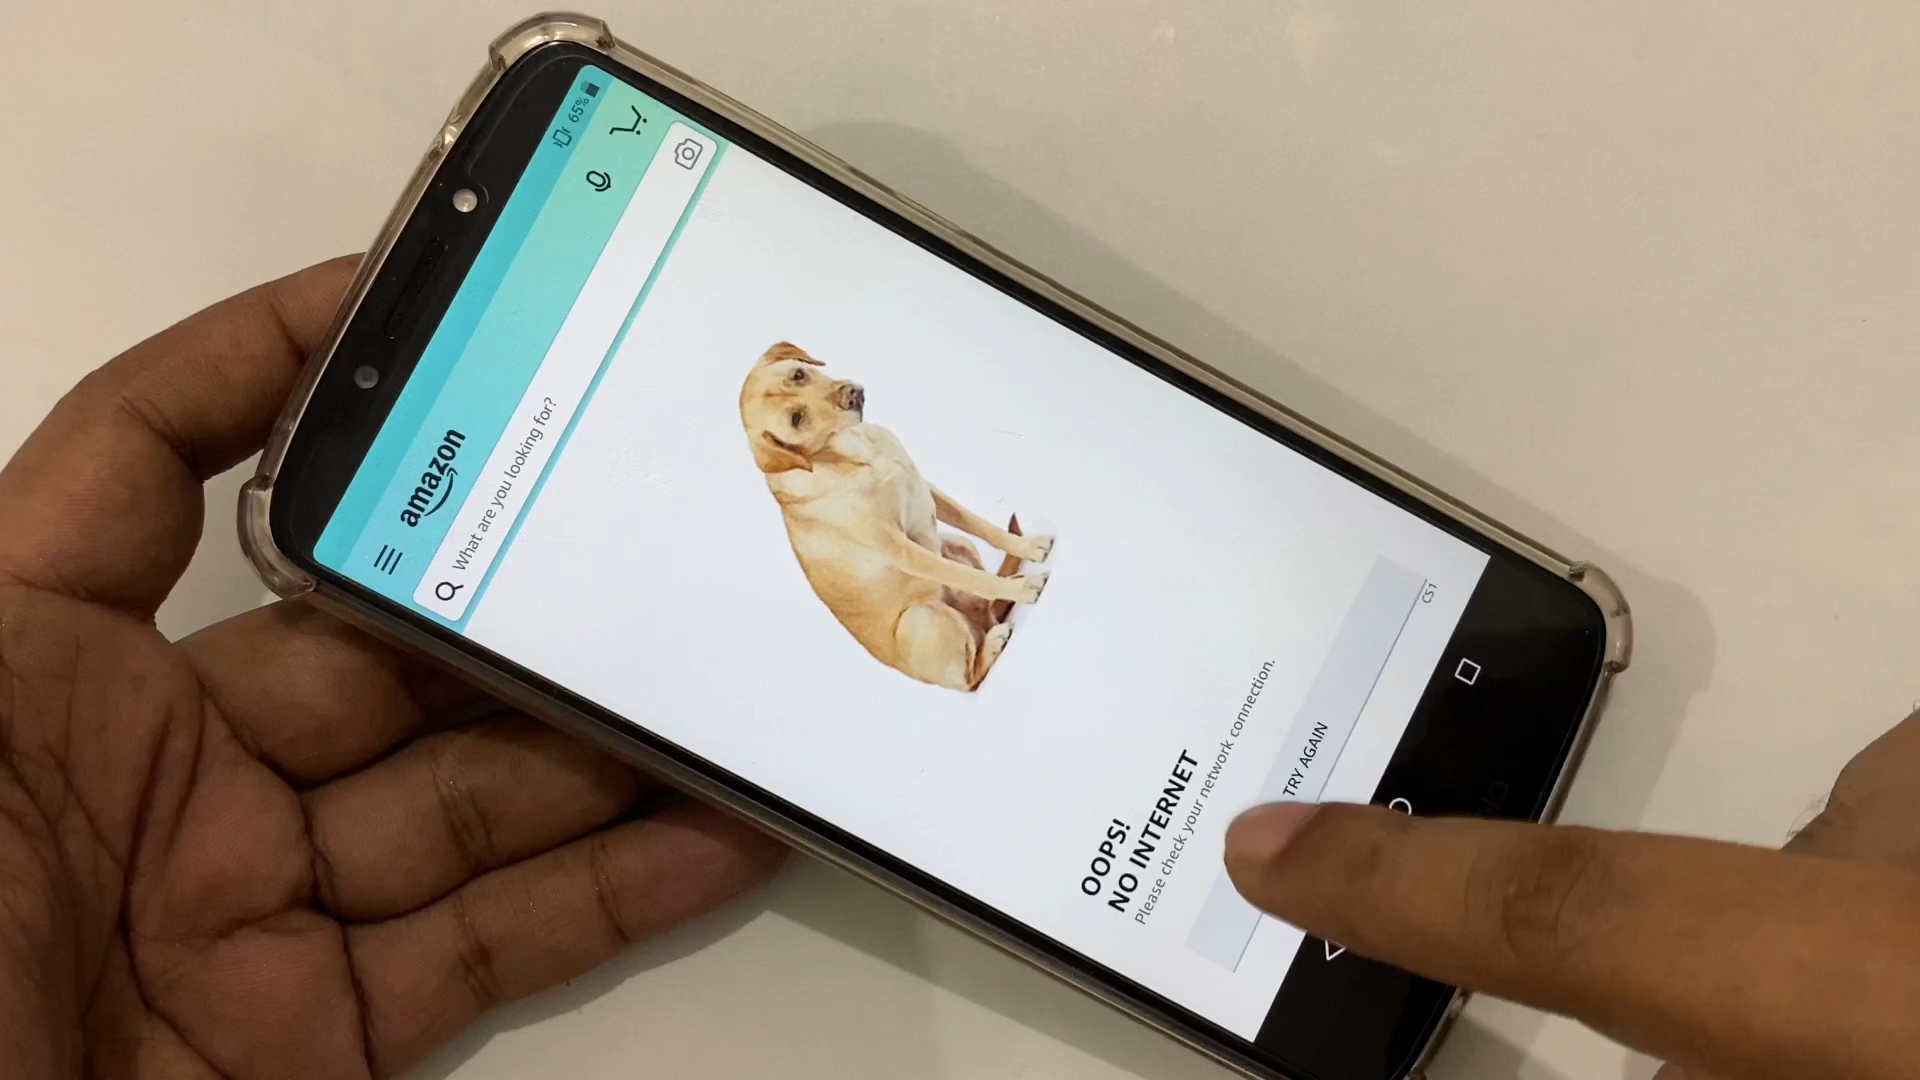 65%
amazon
What are you looking for?
OOPS!
NO INTERNET
Please check your network connection.
TRY AGAIN
CS1